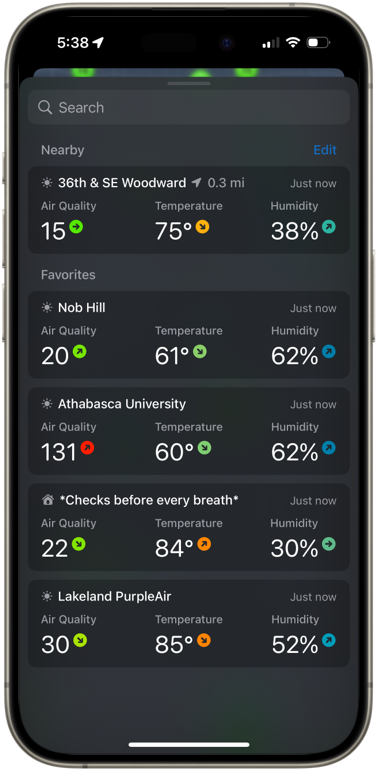 5:38
Search
Nearby Edit
36th & SE Woodward 0.3 mi Just now
Air Quality Temperature Humidity
15 75° 38%
Favorites
Nob Hill Just now
Air Quality Temperature Humidity
20 61° 62%
Athabasca University Just now
Air Quality Temperature Humidity
131 60° 62%
*Checks before every breath* Just now
Air Quality Temperature Humidity
22 84° 30%
Lakeland PurpleAir Just now
Air Quality Temperature Humidity
30 85° 52%